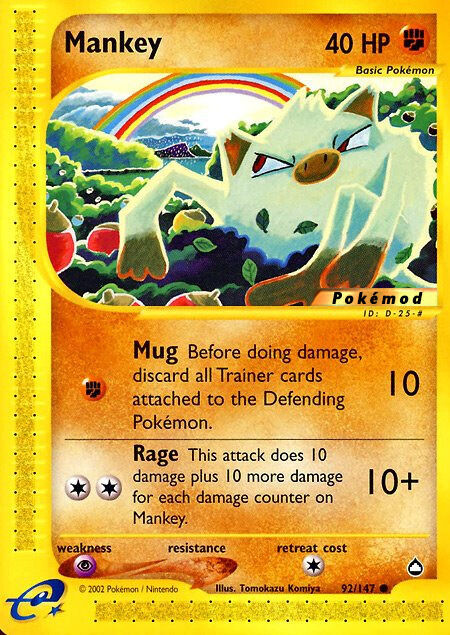 Mankey 40 HP
Basic Pokémon
Pokémod
ID: D-25-#
Mug Before doing damage,
discard all Trainer cards
attached to the Defending
Pokémon.
10
Rage This attack does 10
damage plus 10 more damage
for each damage counter on
Mankey.
10+
weakness resistance retreat cost
© 2002 Pokémon / Nintendo Illus. Tomokazu Komiya 92/147
e